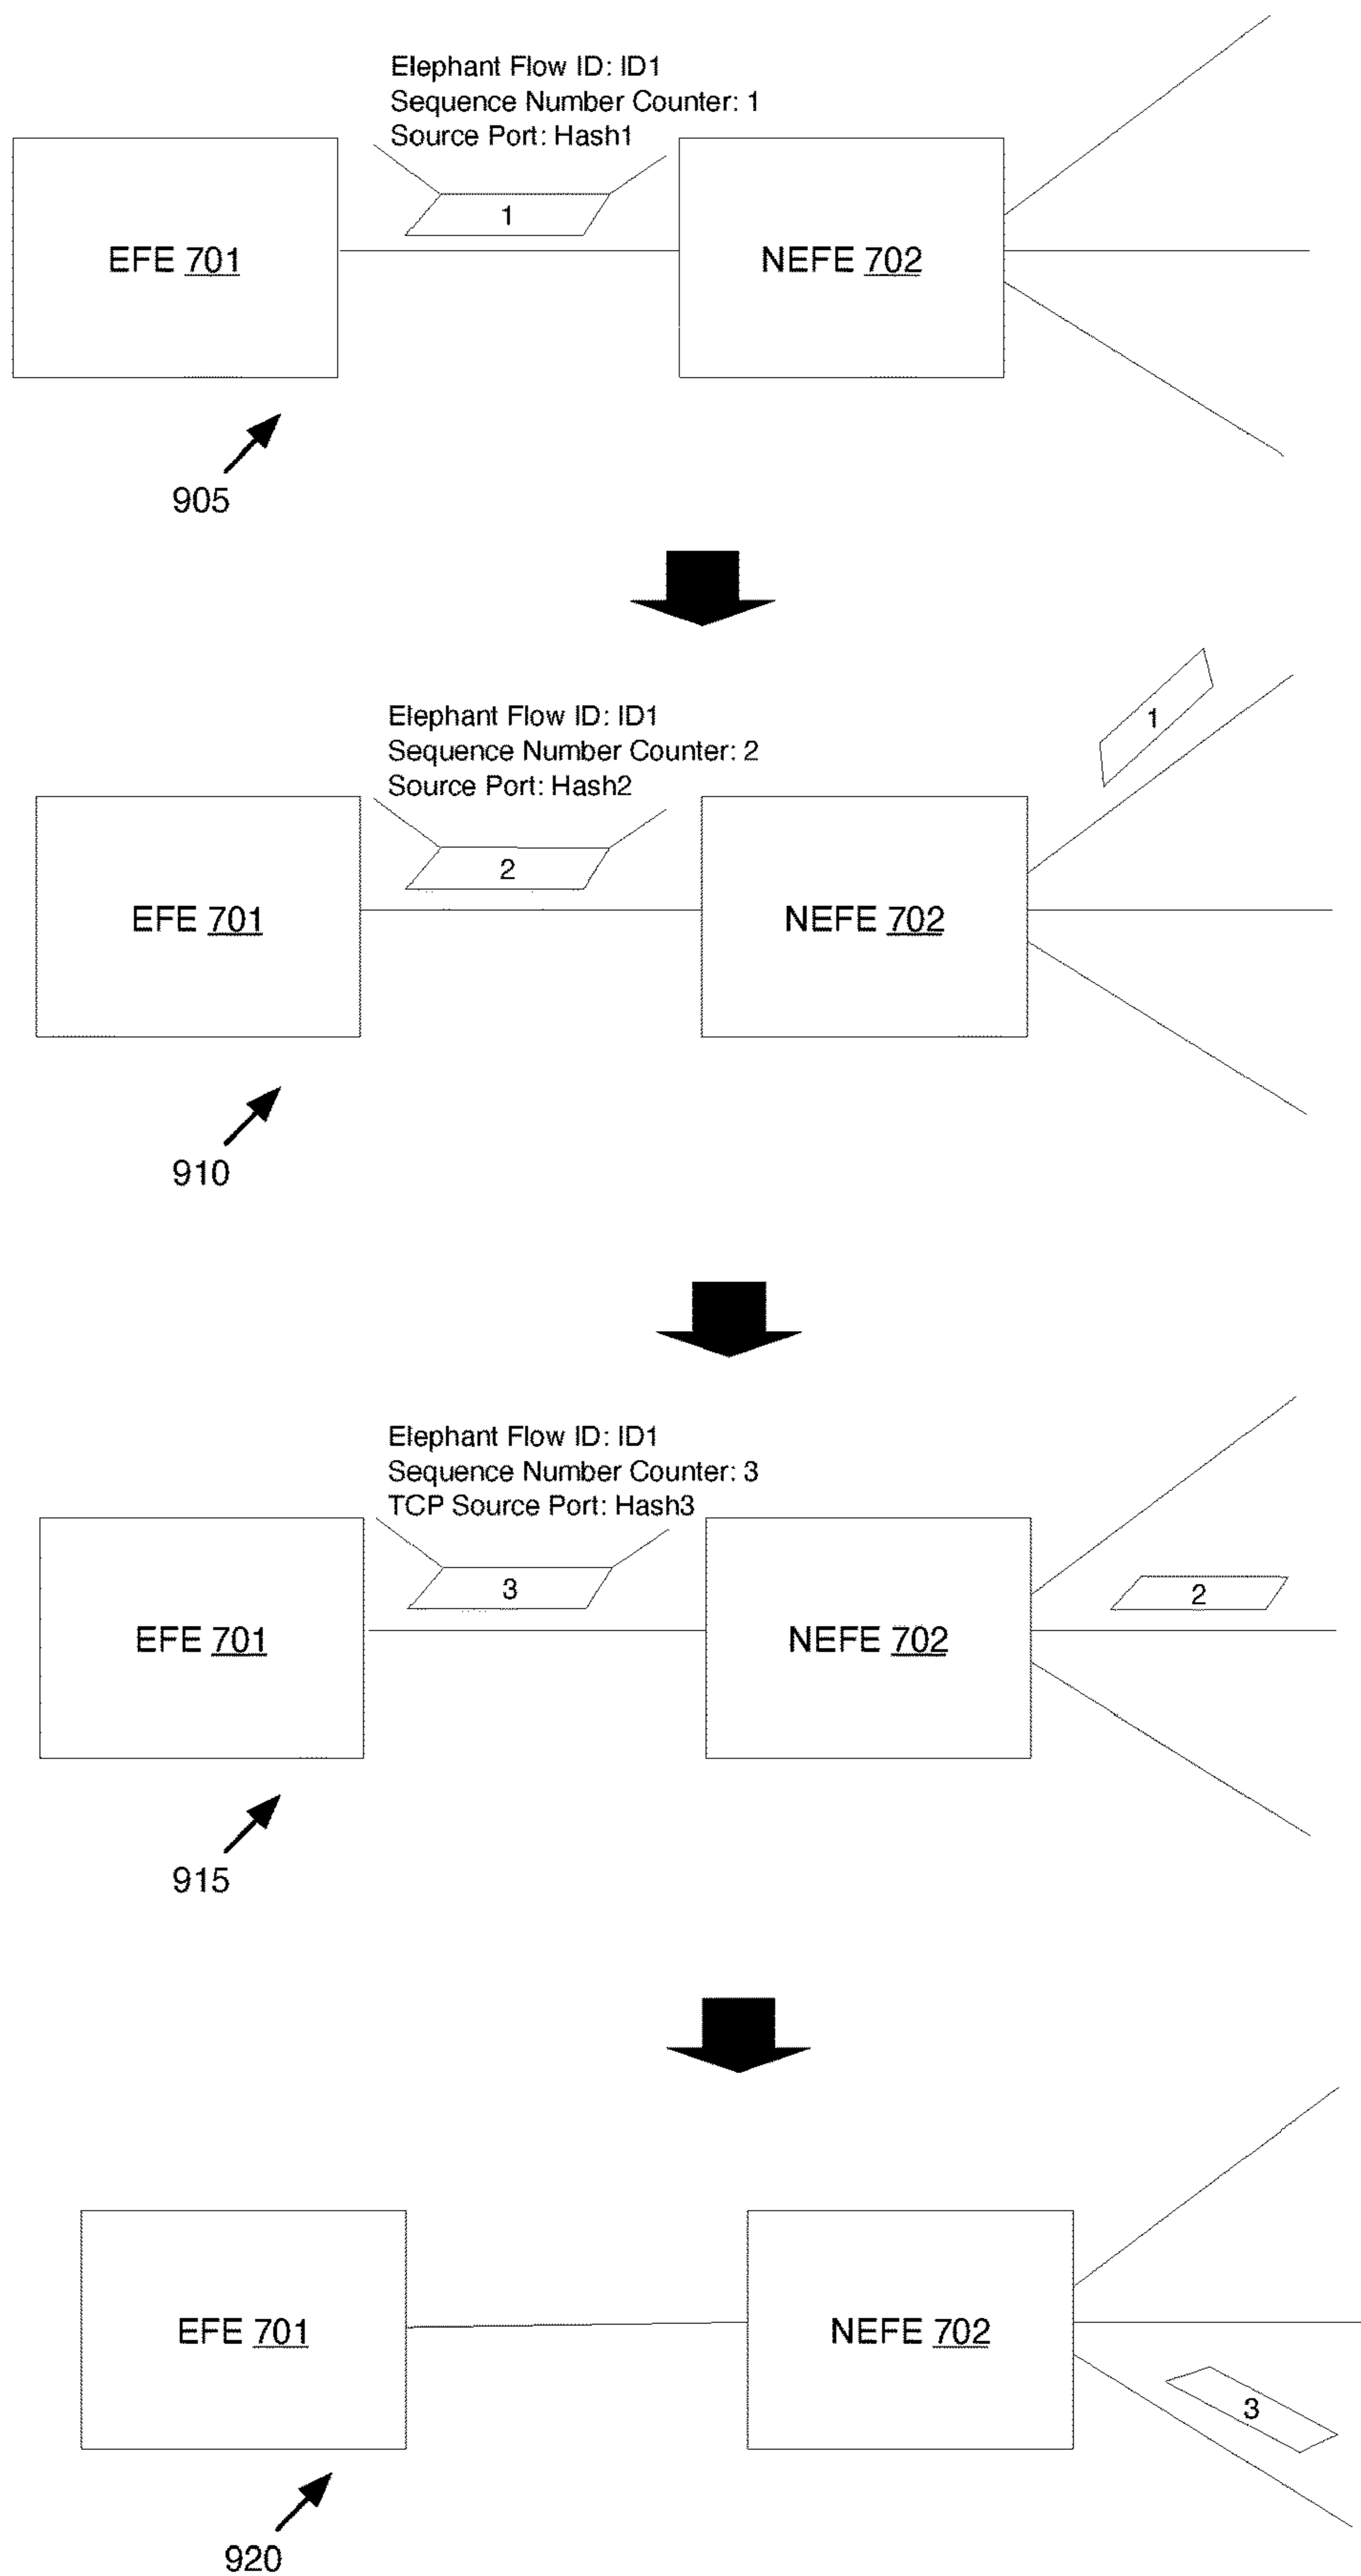 Elephant Flow ID: ID1
Sequence Number Counter: 1
Source Port: Hash1
1
EFE 701
NEFE 702
905
Elephant Flow ID: ID1
Sequence Number Counter: 2
Source Port: Hash2
1
2
EFE 701
NEFE 702
910
Elephant Flow ID: ID1
Sequence Number Counter: 3
TCP Source Port: Hash3
3
2
EFE 701
NEFE 702
915
EFE 701
NEFE 702
3
920